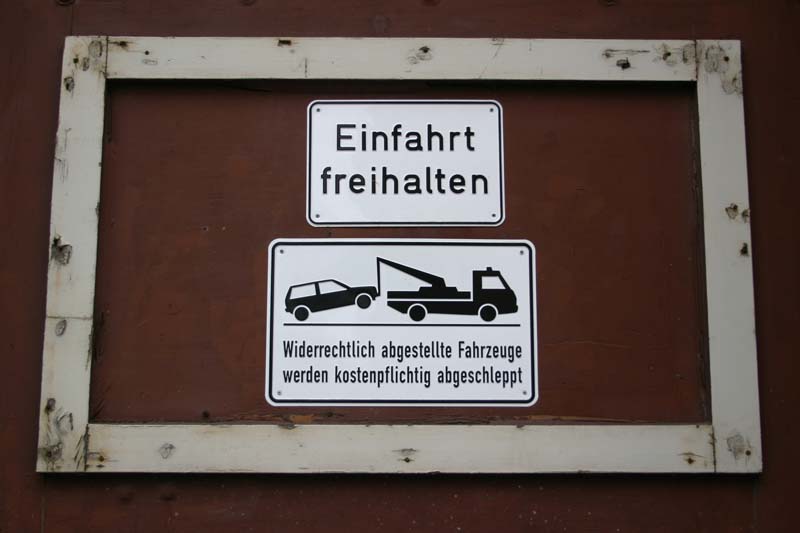 Einfahrt
freihalten
Widerrechtlich abgestellte Fahrzeuge
werden kostenpflichtig abgeschleppt